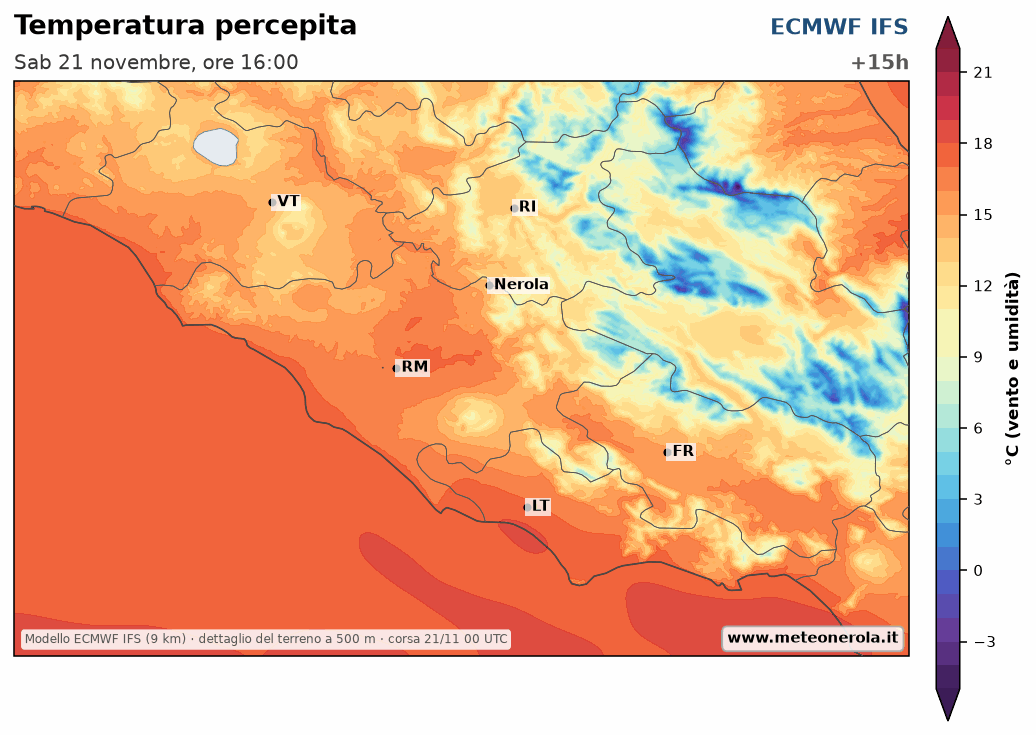 Temperatura percepita
ECMWF IFS
Sab 21 novembre, ore 16:00
+15h
VT
RI
Nerola
RM
FR
LT
Modello ECMWF IFS (9 km) · dettaglio del terreno a 500 m · corsa 21/11 00 UTC
www.meteonerola.it
21
18
15
12
9
6
3
0
−3
°C (vento e umidità)